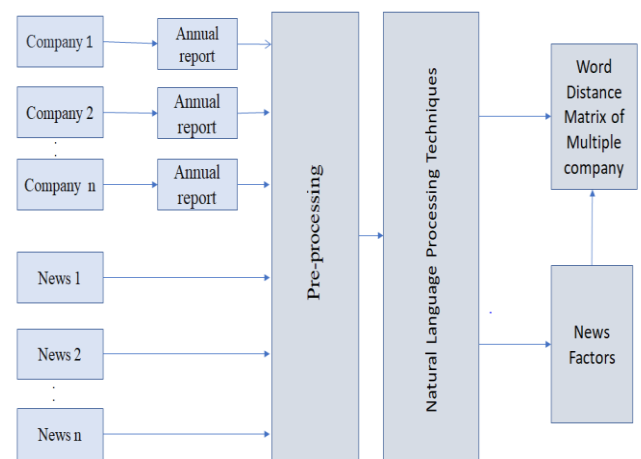 Company 1
Annual
report
Company 2
Annual
report
:
Company n
Annual
report
News 1
News 2
:
News n
Pre-processing
Natural Language Processing Techniques
Word
Distance
Matrix of
Multiple
company
News
Factors